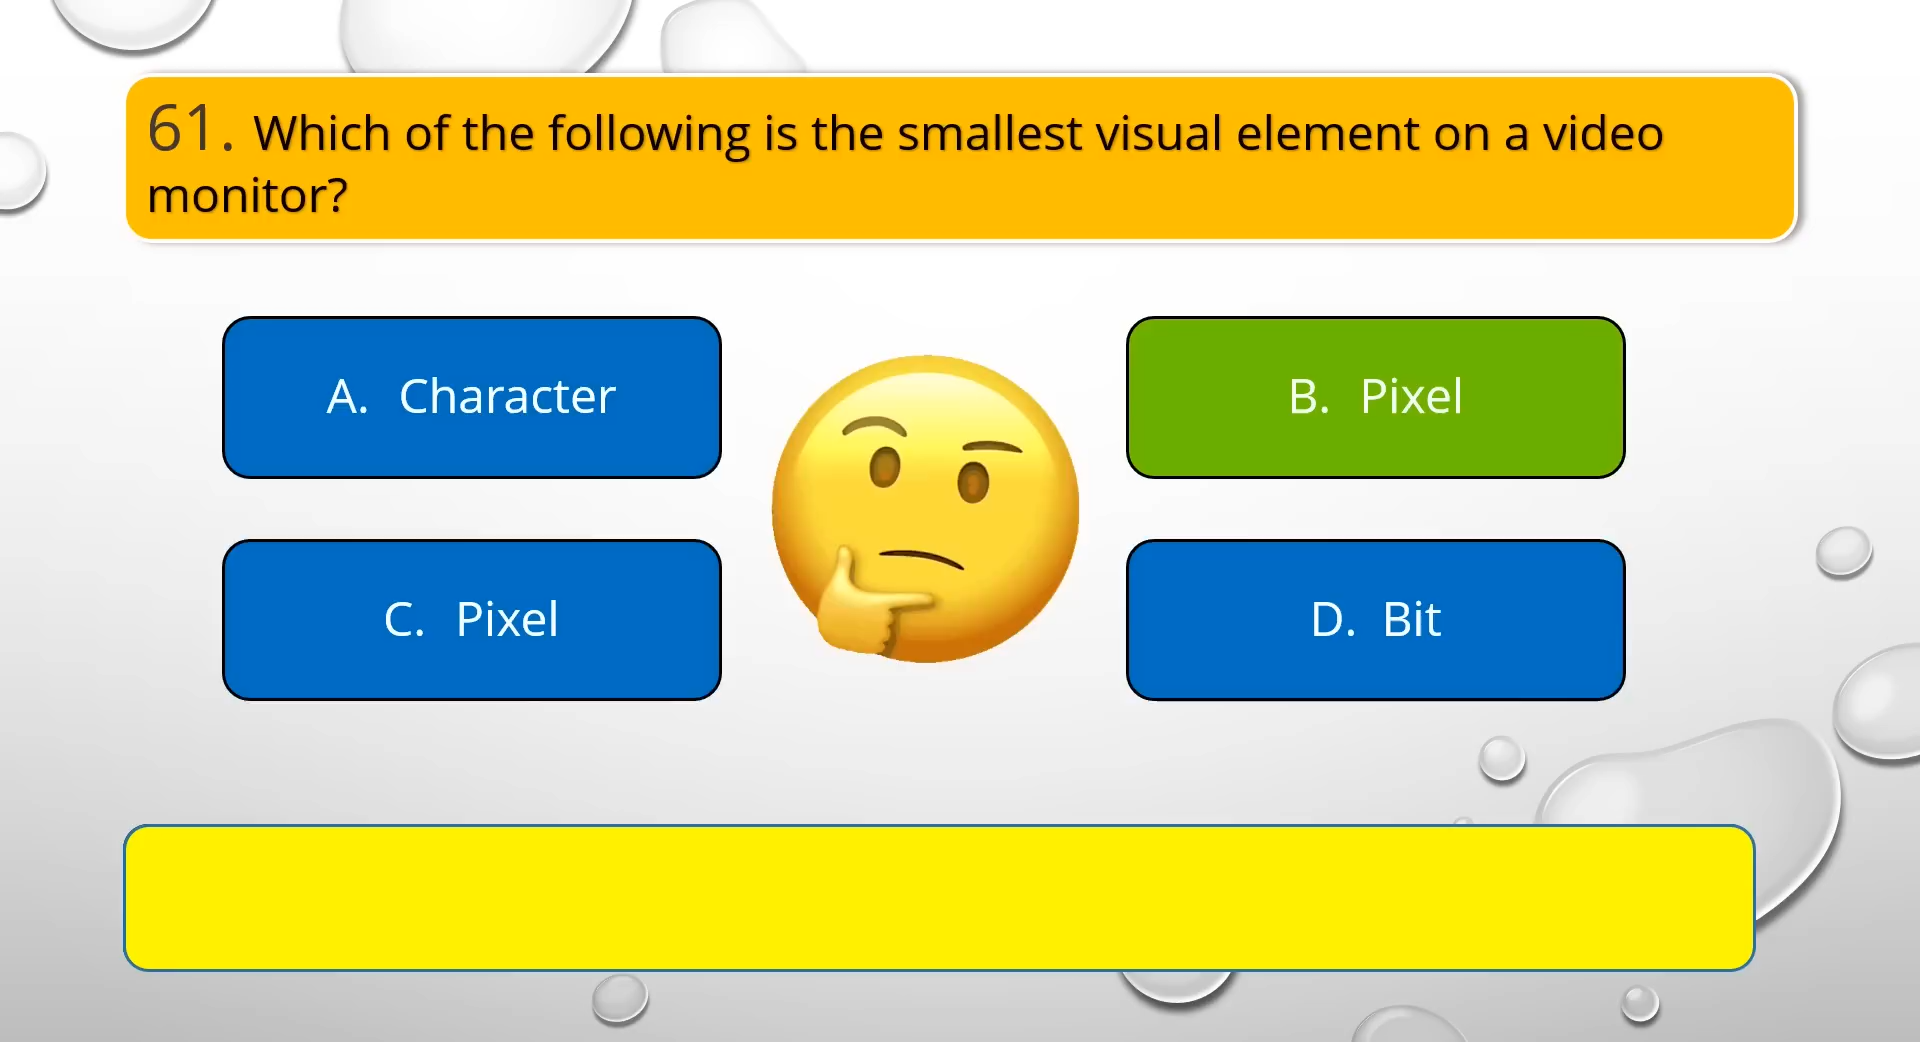 61. Which of the following is the smallest visual element on a video
monitor?
A. Character
B. Pixel
C. Pixel
D. Bit